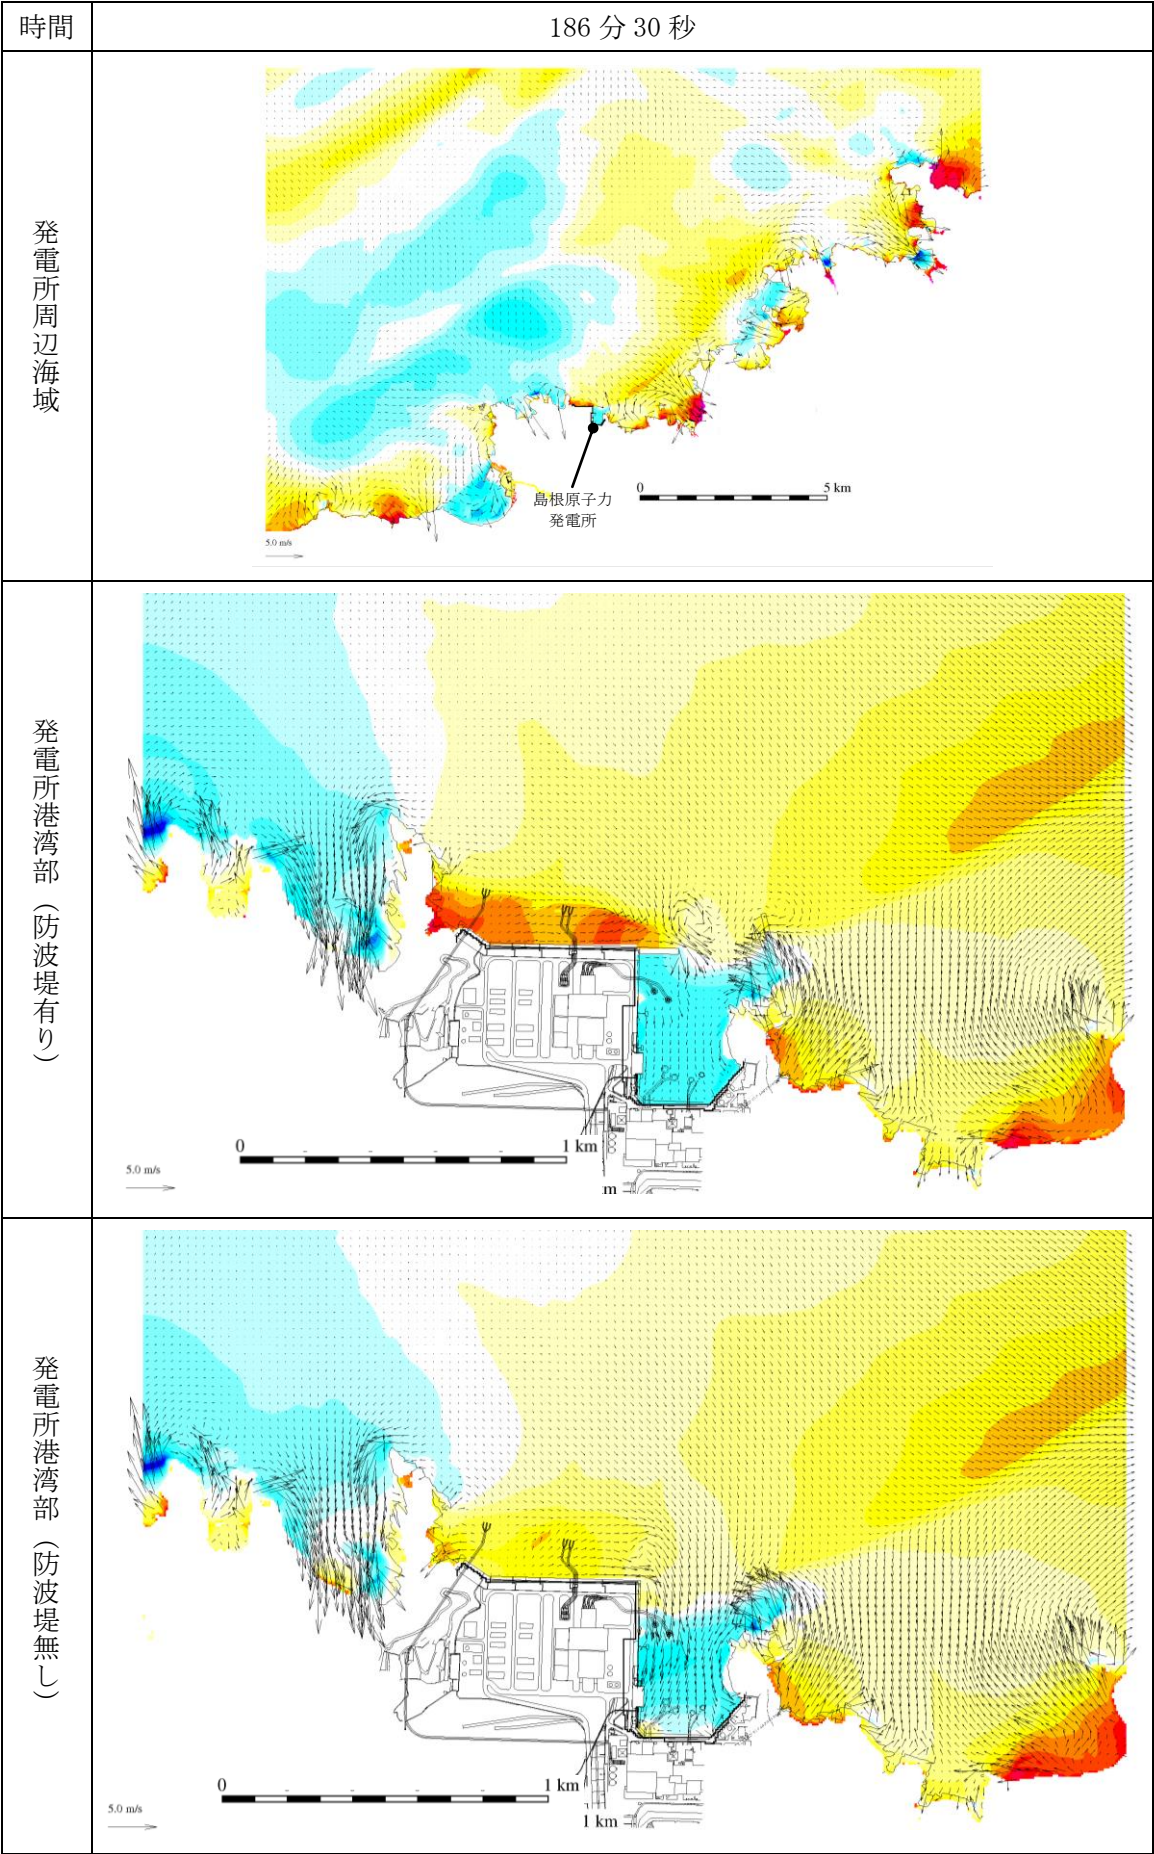 時間
186 分 30 秒
発電所周辺海域
島根原子力
発電所
0
5 km
5.0 m/s
発電所港湾部（防波堤有り）
0
1 km
5.0 m/s
.m
発電所港湾部（防波堤無し）
0
1 km
5.0 m/s
1 km